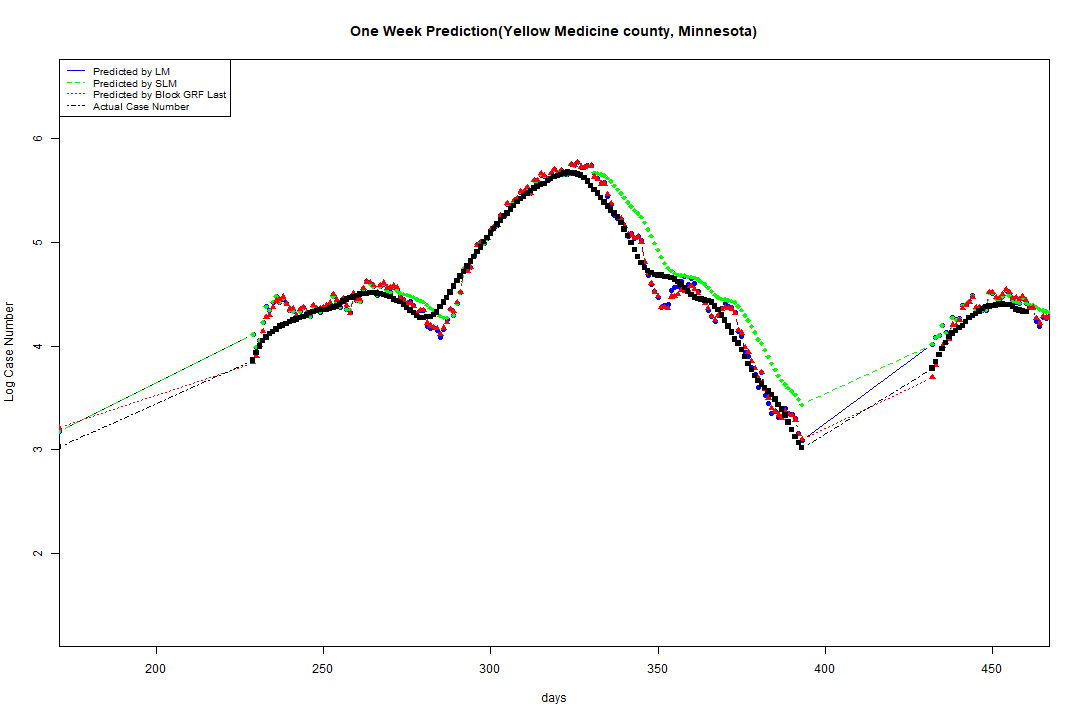 One Week Prediction(Yellow Medicine county, Minnesota)
Predicted by LM
Predicted by SLM
Predicted by Block GRF Last
Actual Case Number
6
5
4
3
2
Log Case Number
200 250 300 350 400 450
days